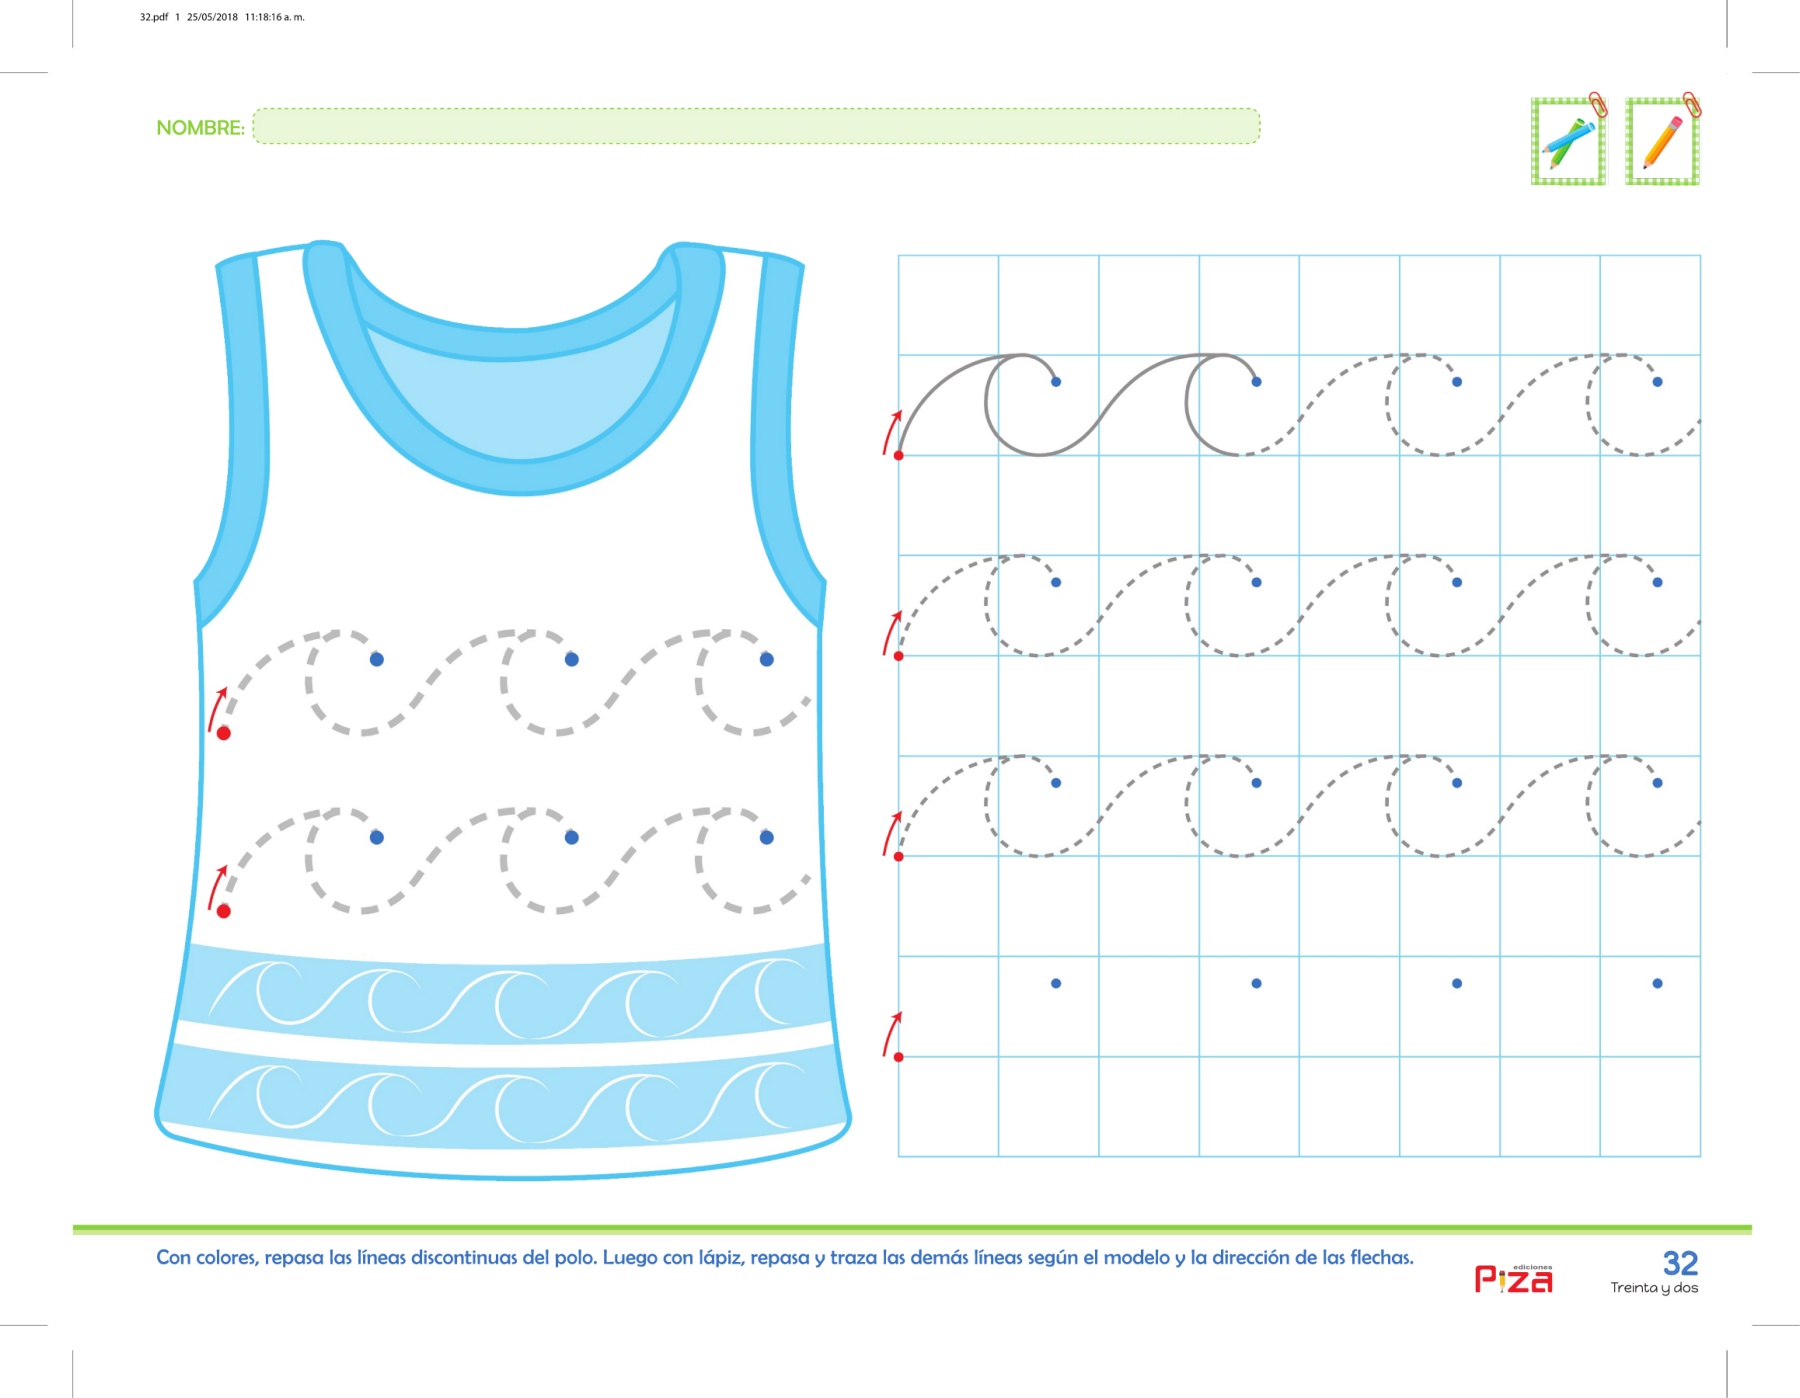 32.pdf 1 25/05/2018 11:18:16 a. m.
NOMBRE:
Con colores, repasa las líneas discontinuas del polo. Luego con lápiz, repasa y traza las demás líneas según el modelo y la dirección de las flechas.
ediciones
Piza
32
Treinta y dos